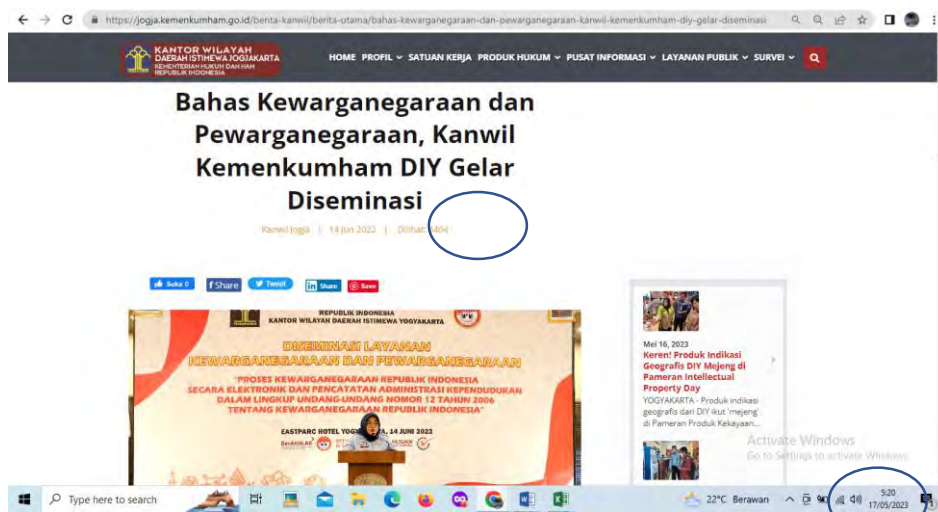 https://jogja.kemenkumham.go.id/berita-kanwil/berita-utama/bahas-kewarganegaraan-dan-pewarganegaraan-kanwil-kemenkumham-diy-gelar-diseminasi
KANTOR WILAYAH
DAERAH ISTIMEWA JOGJAKARTA
KEMENTERIAN HUKUM DAN HAM
REPUBLIK INDONESIA
HOME PROFIL SATUAN KERJA PRODUK HUKUM PUSAT INFORMASI LAYANAN PUBLIK SURVEI
Bahas Kewarganegaraan dan
Pewarganegaraan, Kanwil
Kemenkumham DIY Gelar
Diseminasi
Kanwil Jogja | 14 Jun 2022 | Dilihat:
Suka 0 Share Tweet Share Save
REPUBLIK INDONESIA
KANTOR WILAYAH DAERAH ISTIMEWA YOGYAKARTA
DISEMINASI LAYANAN
KEWARGANEGARAAN DAN PEWARGANEGARAAN
"PROSES KEWARGANEGARAAN REPUBLIK INDONESIA
SECARA ELEKTRONIK DAN PENCATATAN ADMINISTRASI KEPENDUDUKAN
DALAM LINGKUP UNDANG-UNDANG NOMOR 12 TAHUN 2006
TENTANG KEWARGANEGARAAN REPUBLIK INDONESIA"
EASTPARC HOTEL YOGYAKARTA, 14 JUNI 2022
BerAKHLAK
Mei 16, 2023
Keren! Produk Indikasi
Geografis DIY Mejeng di
Pameran Intellectual
Property Day
YOGYAKARTA - Produk indikasi
geografis dari DIY ikut 'mejeng'
di Pameran Produk Kekayaan...
Activate Windows
Go to Settings to activate Windows.
Type here to search
22°C Berawan
5:20
17/05/2023